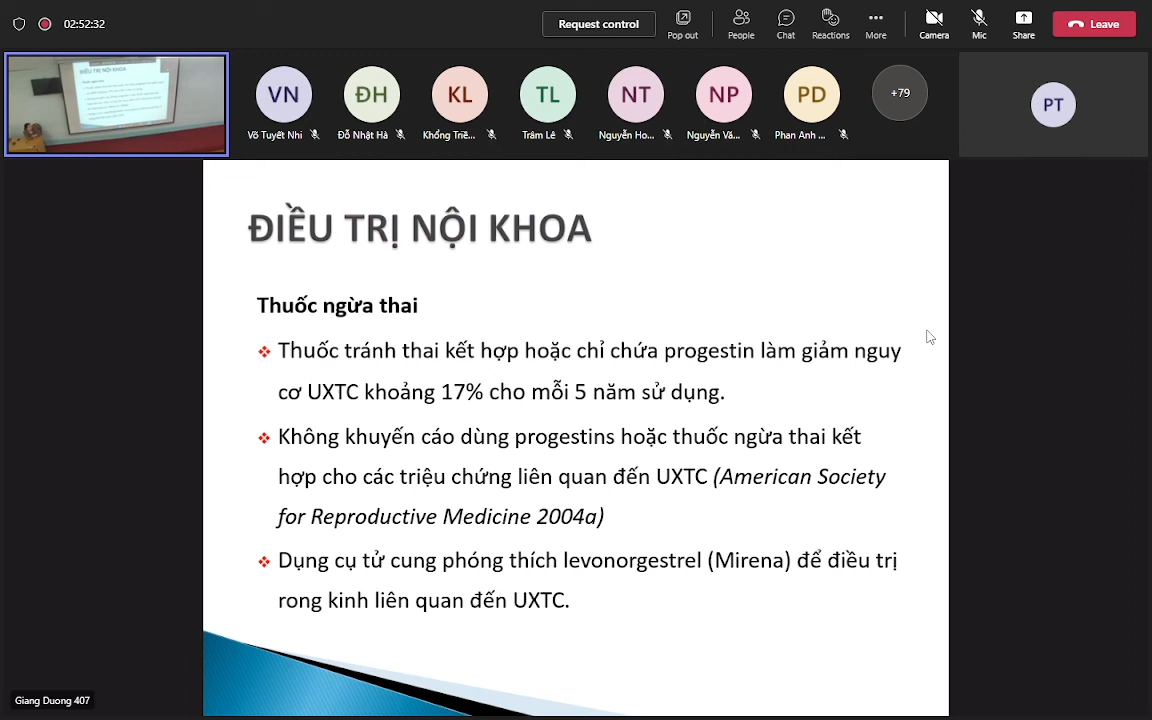 02:52:32
Request control
Pop out
People
Chat
Reactions
More
Camera
Mic
Share
Leave
ĐIỀU TRỊ NỘI KHOA
VN
ĐH
KL
TL
NT
NP
PD
+79
PT
Võ Tuyết Nhi
Đỗ Nhật Hà
Khổng Triề...
Trâm Lê
Nguyễn Ho...
Nguyễn Vă...
Phan Anh ...
ĐIỀU TRỊ NỘI KHOA
Thuốc ngừa thai
Thuốc tránh thai kết hợp hoặc chỉ chứa progestin làm giảm nguy
cơ UXTC khoảng 17% cho mỗi 5 năm sử dụng.
Không khuyến cáo dùng progestins hoặc thuốc ngừa thai kết
hợp cho các triệu chứng liên quan đến UXTC (American Society
for Reproductive Medicine 2004a)
Dụng cụ tử cung phóng thích levonorgestrel (Mirena) để điều trị
rong kinh liên quan đến UXTC.
Giang Duong 407